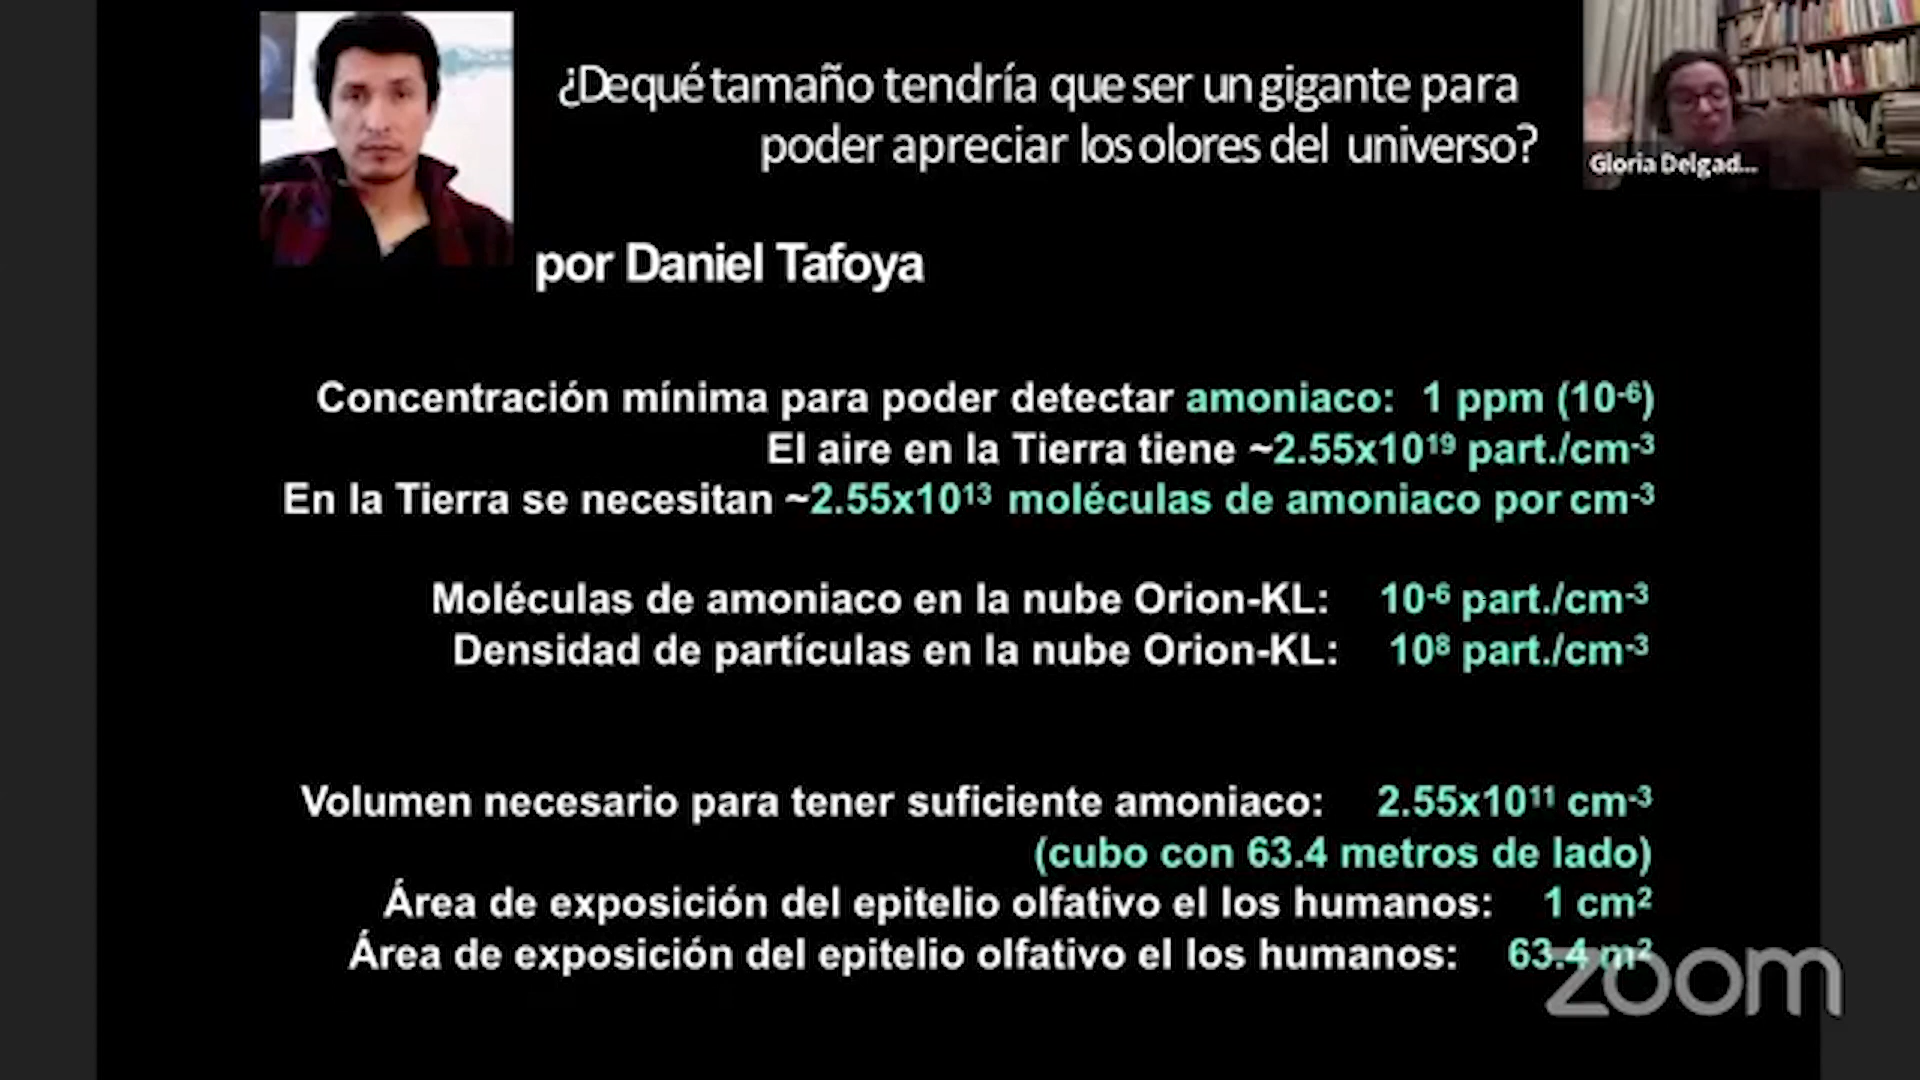 ¿Dequé tamaño tendría que ser un gigante para
poder apreciar los olores del universo?
Gloria Delgad...
por Daniel Tafoya
Concentración mínima para poder detectar amoniaco: 1 ppm (10⁻⁶)
El aire en la Tierra tiene ~2.55x10¹⁹ part./cm⁻³
En la Tierra se necesitan ~2.55x10¹³ moléculas de amoniaco por cm⁻³
Moléculas de amoniaco en la nube Orion-KL: 10⁻⁶ part./cm⁻³
Densidad de partículas en la nube Orion-KL: 10⁸ part./cm⁻³
Volumen necesario para tener suficiente amoniaco: 2.55x10¹¹ cm⁻³
(cubo con 63.4 metros de lado)
Área de exposición del epitelio olfativo el los humanos: 1 cm²
Área de exposición del epitelio olfativo el los humanos: 63.4 m²
zoom